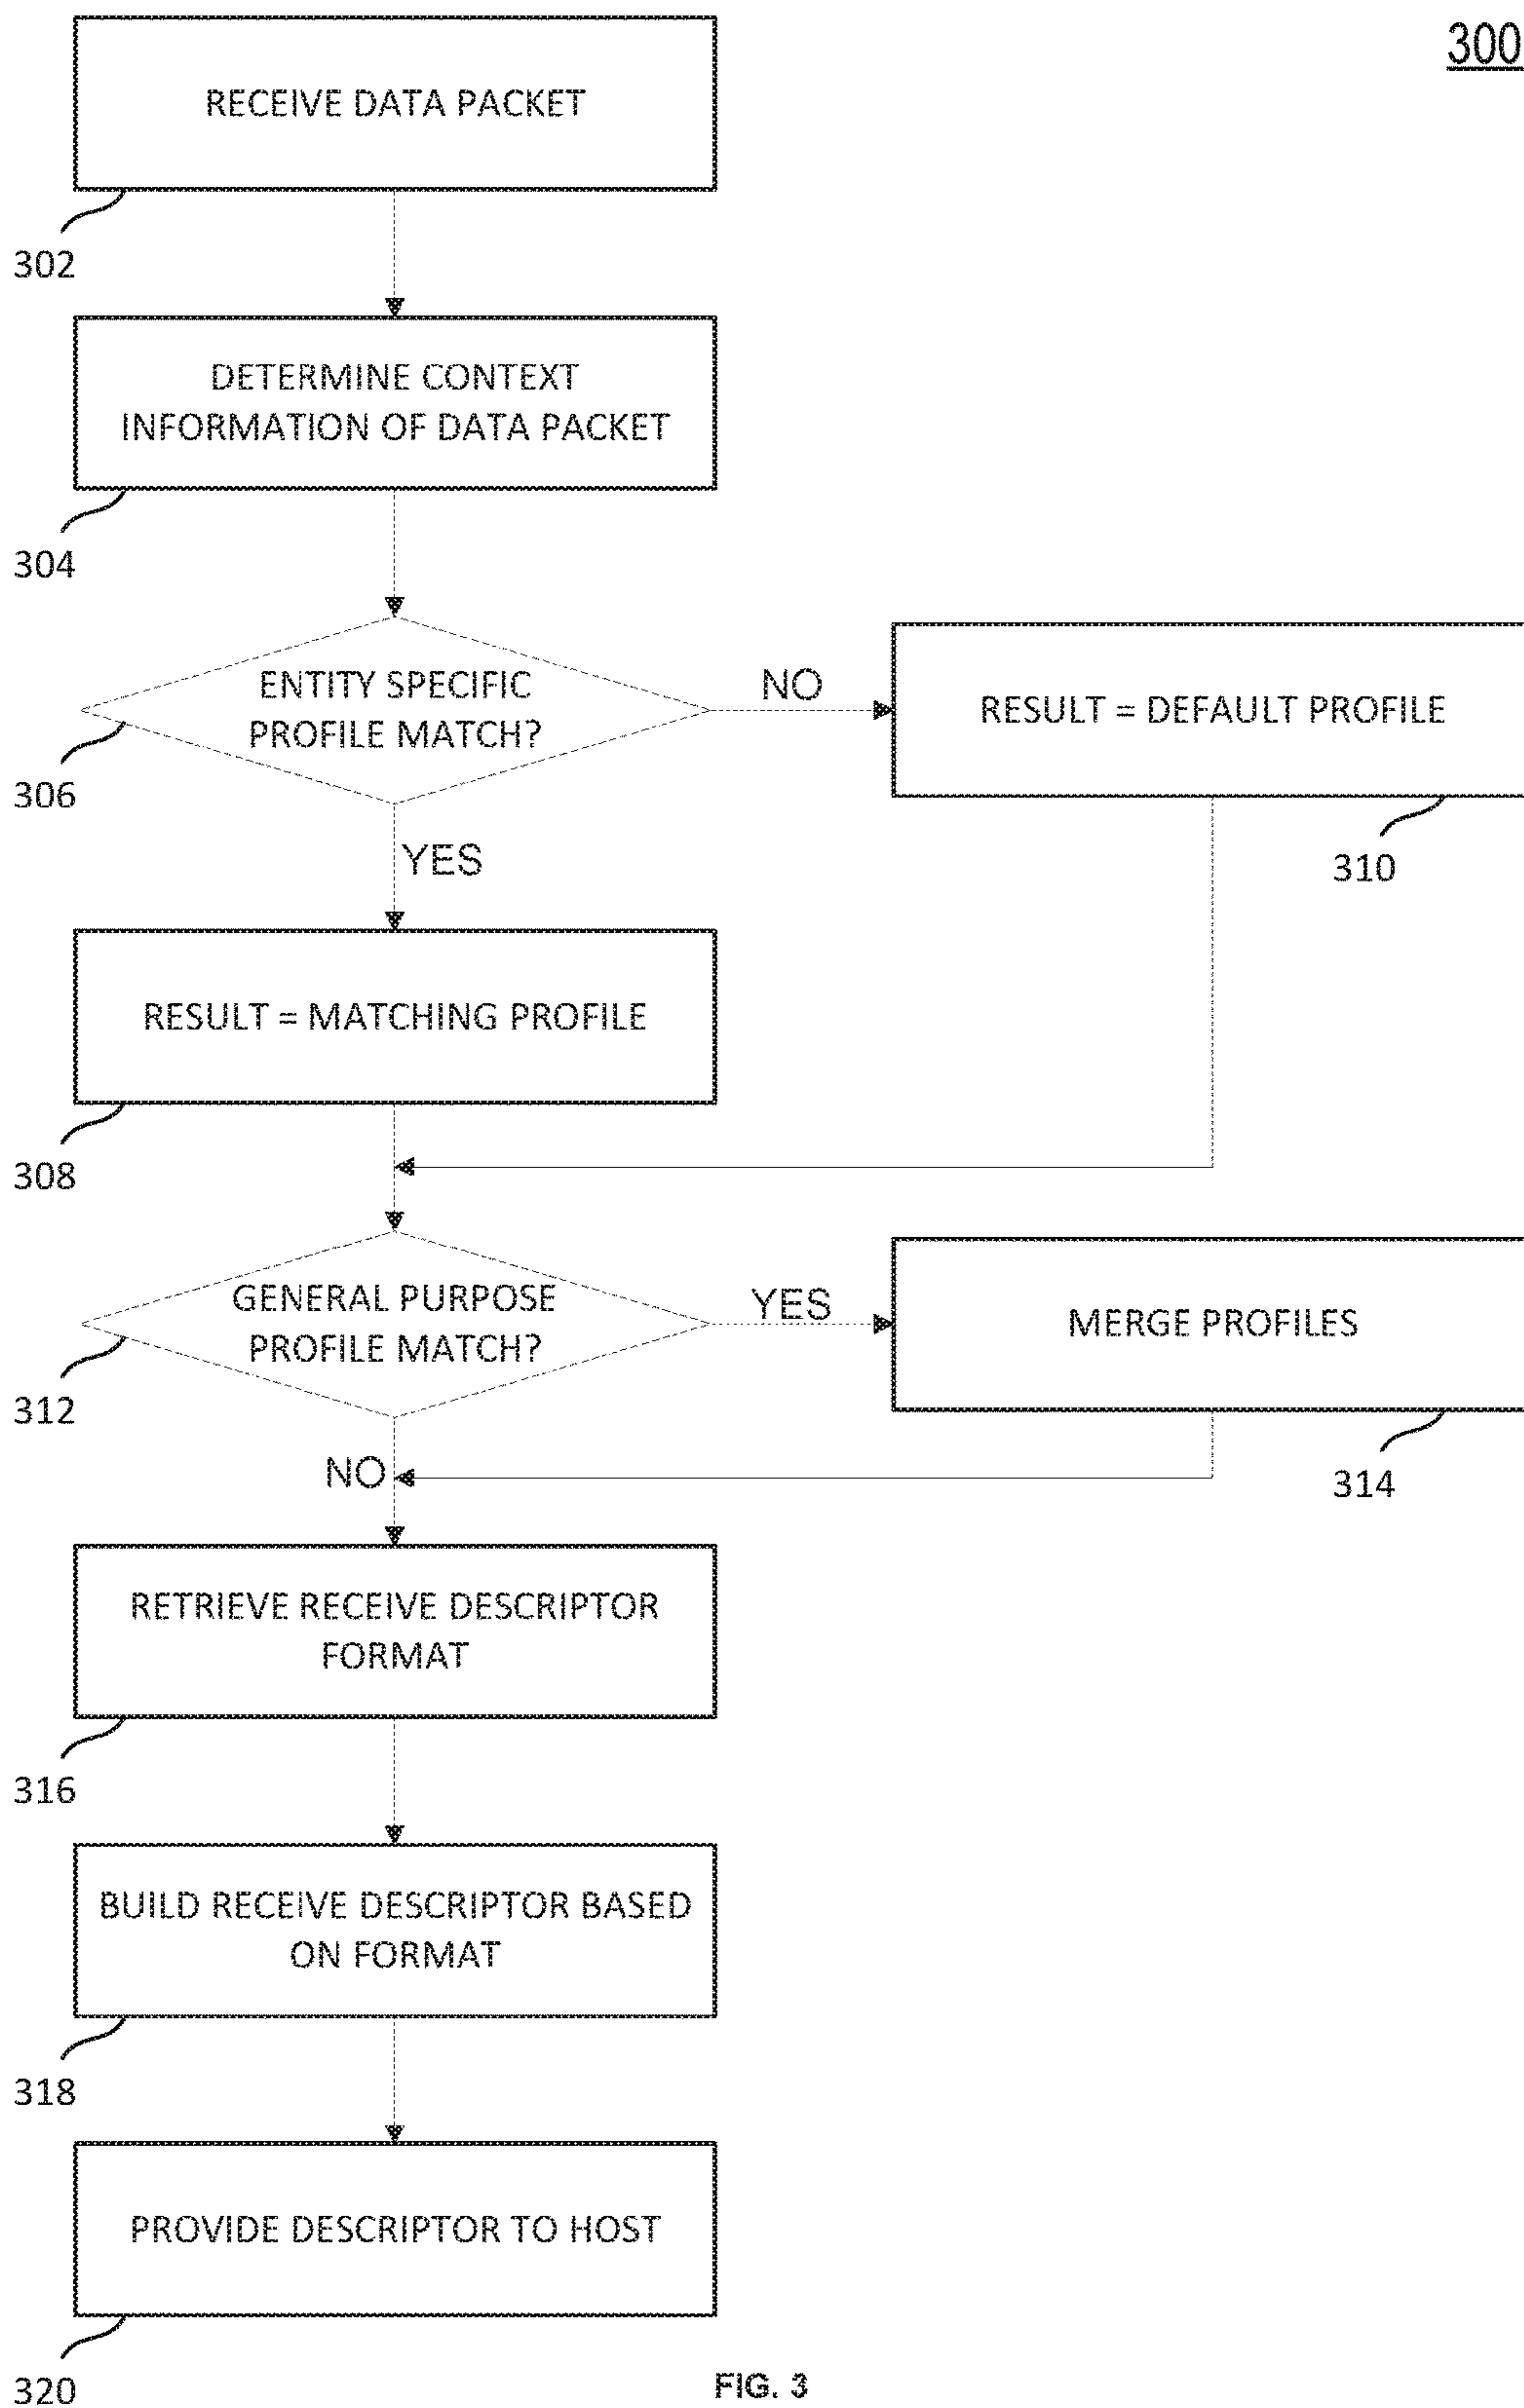 300
RECEIVE DATA PACKET
302
DETERMINE CONTEXT
INFORMATION OF DATA PACKET
304
ENTITY SPECIFIC
PROFILE MATCH?
306
NO
RESULT = DEFAULT PROFILE
310
YES
RESULT = MATCHING PROFILE
308
GENERAL PURPOSE
PROFILE MATCH?
312
YES
MERGE PROFILES
314
NO
RETRIEVE RECEIVE DESCRIPTOR
FORMAT
316
BUILD RECEIVE DESCRIPTOR BASED
ON FORMAT
318
PROVIDE DESCRIPTOR TO HOST
320
FIG. 3